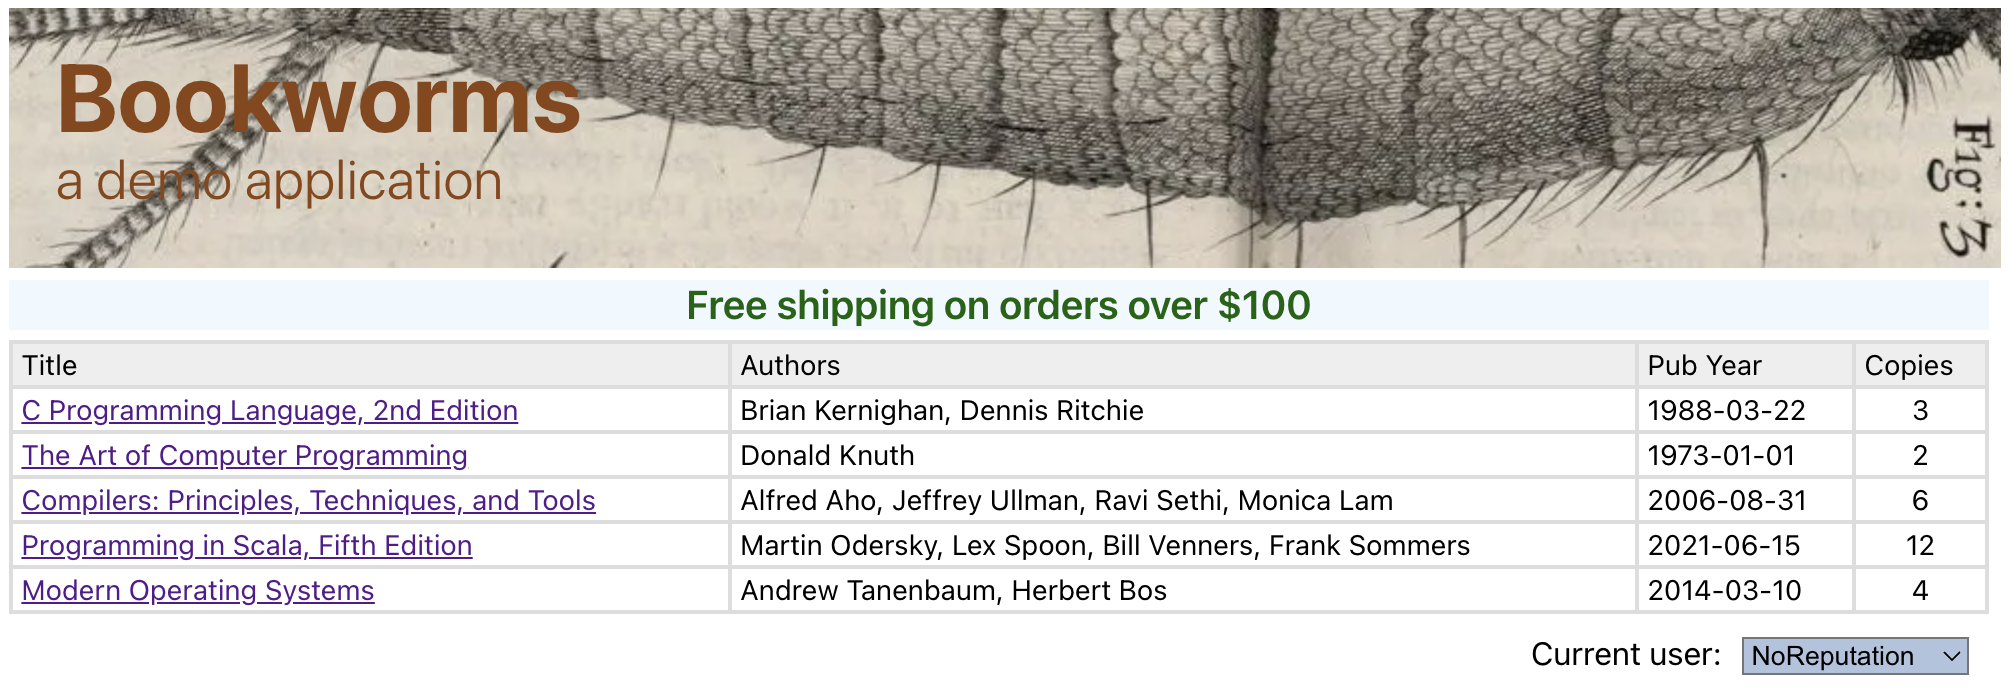 Bookworms
a demo application
Fig: 3
Free shipping on orders over $100
Title Authors Pub Year Copies
C Programming Language, 2nd Edition Brian Kernighan, Dennis Ritchie 1988-03-22 3
The Art of Computer Programming Donald Knuth 1973-01-01 2
Compilers: Principles, Techniques, and Tools Alfred Aho, Jeffrey Ullman, Ravi Sethi, Monica Lam 2006-08-31 6
Programming in Scala, Fifth Edition Martin Odersky, Lex Spoon, Bill Venners, Frank Sommers 2021-06-15 12
Modern Operating Systems Andrew Tanenbaum, Herbert Bos 2014-03-10 4
Current user: NoReputation